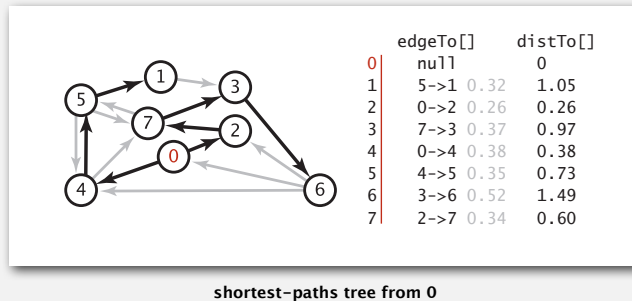 edgeTo[] distTo[]
0 null 0
1 5->1 0.32 1.05
2 0->2 0.26 0.26
3 7->3 0.37 0.97
4 0->4 0.38 0.38
5 4->5 0.35 0.73
6 3->6 0.52 1.49
7 2->7 0.34 0.60
1
3
5
7
2
0
4
6
shortest-paths tree from 0